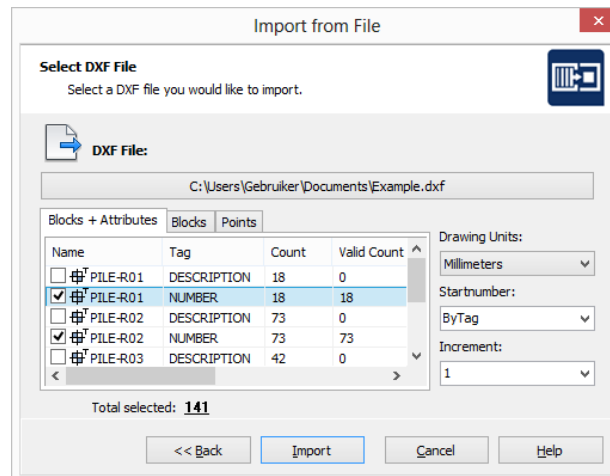 Import from File
Select DXF File
Select a DXF file you would like to import.
DXF File:
C:\Users\Gebruiker\Documents\Example.dxf
Blocks + Attributes Blocks Points
Name Tag Count Valid Count
PILE-R01 DESCRIPTION 18 0
PILE-R01 NUMBER 18 18
PILE-R02 DESCRIPTION 73 0
PILE-R02 NUMBER 73 73
PILE-R03 DESCRIPTION 42 0
Drawing Units:
Millimeters
Startnumber:
ByTag
Increment:
1
Total selected: 141
<< Back Import Cancel Help